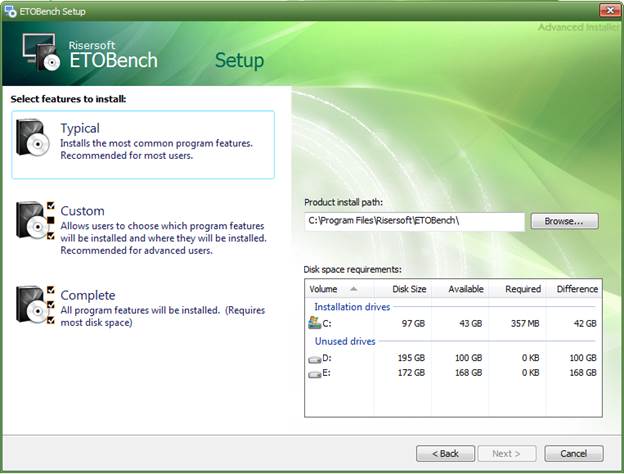 ETOBench Setup
Advanced Installer
Risersoft
ETOBench
Setup
Select features to install:
Typical
Installs the most common program features.
Recommended for most users.
Custom
Allows users to choose which program features
will be installed and where they will be installed.
Recommended for advanced users.
Complete
All program features will be installed. (Requires
most disk space)
Product install path:
C:\Program Files\Risersoft\ETOBench\
Browse...
Disk space requirements:
Volume Disk Size Available Required Difference
Installation drives
C: 97 GB 43 GB 357 MB 42 GB
Unused drives
D: 195 GB 100 GB 0 KB 100 GB
E: 172 GB 168 GB 0 KB 168 GB
< Back Next > Cancel